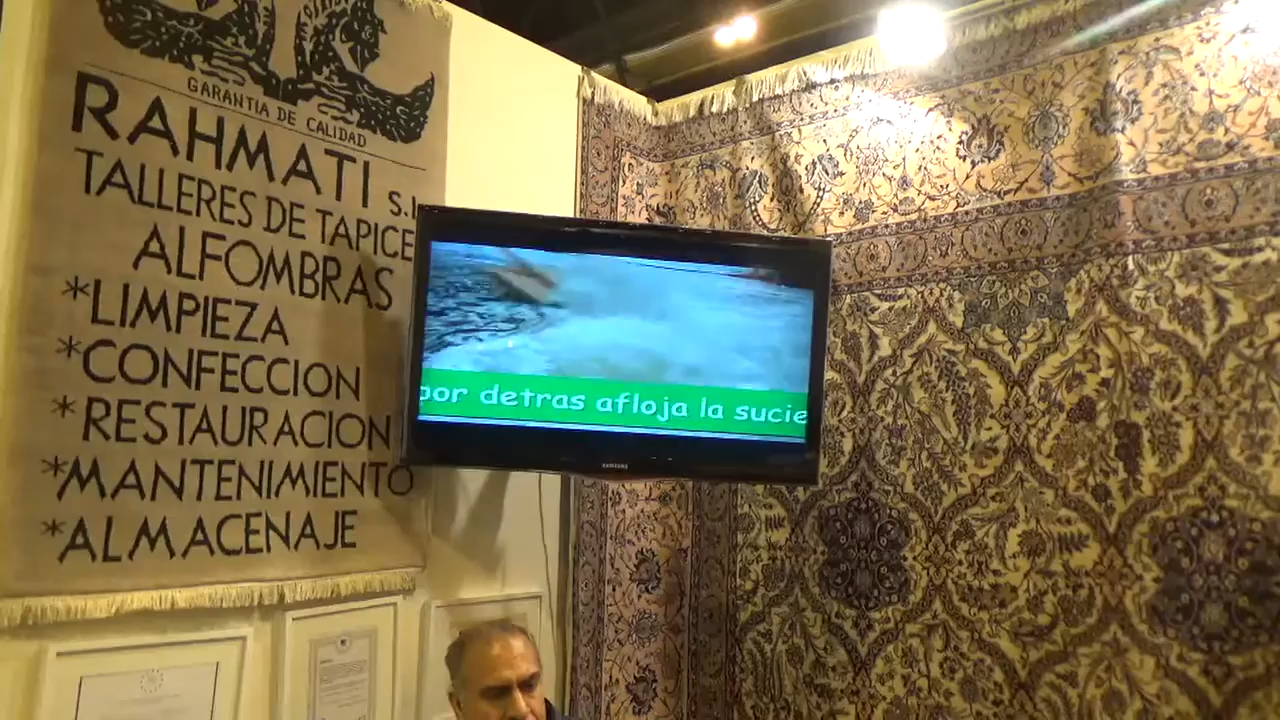 GARANTIA DE CALIDAD
RAHMATI S.L
TALLERES DE TAPICE
ALFOMBRAS
*LIMPIEZA
*CONFECCION
*RESTAURACION
*MANTENIMIENTO
*ALMACENAJE
por detras afloja la sucie
SAMSUNG